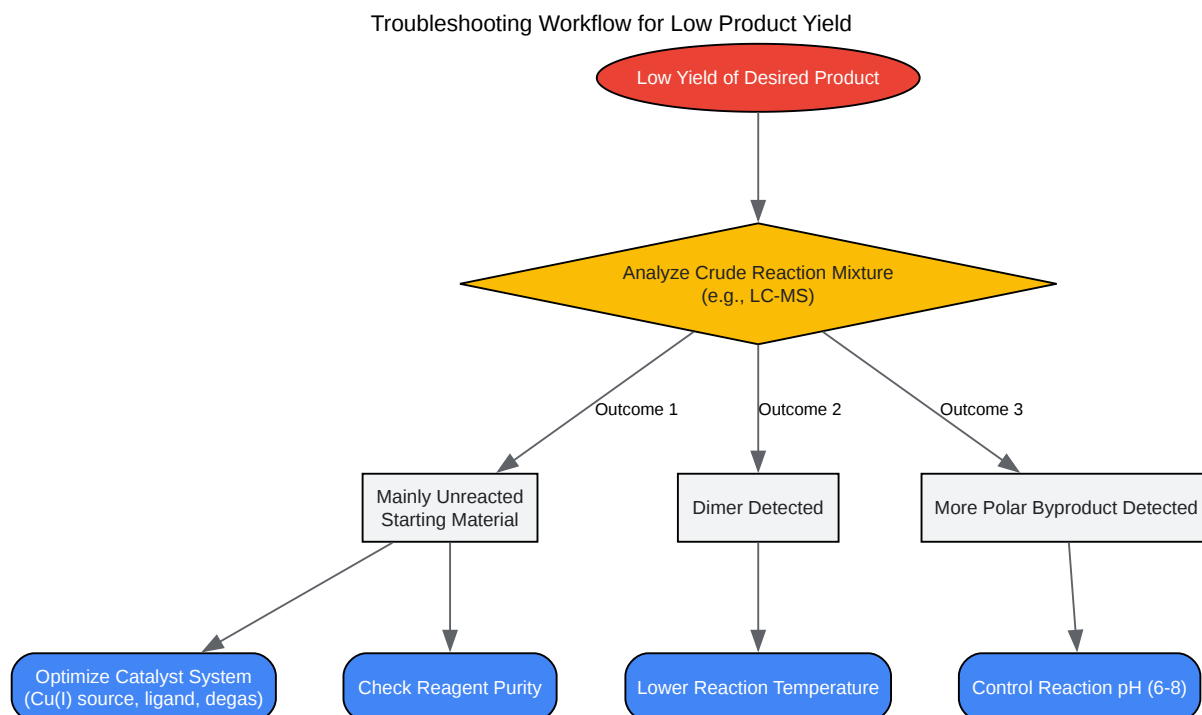 Troubleshooting Workflow for Low Product Yield
Low Yield of Desired Product
Analyze Crude Reaction Mixture
(e.g., LC-MS)
Outcome 1
Outcome 2
Outcome 3
Mainly Unreacted
Starting Material
Dimer Detected
More Polar Byproduct Detected
Optimize Catalyst System
(Cu(I) source, ligand, degas)
Check Reagent Purity
Lower Reaction Temperature
Control Reaction pH (6-8)